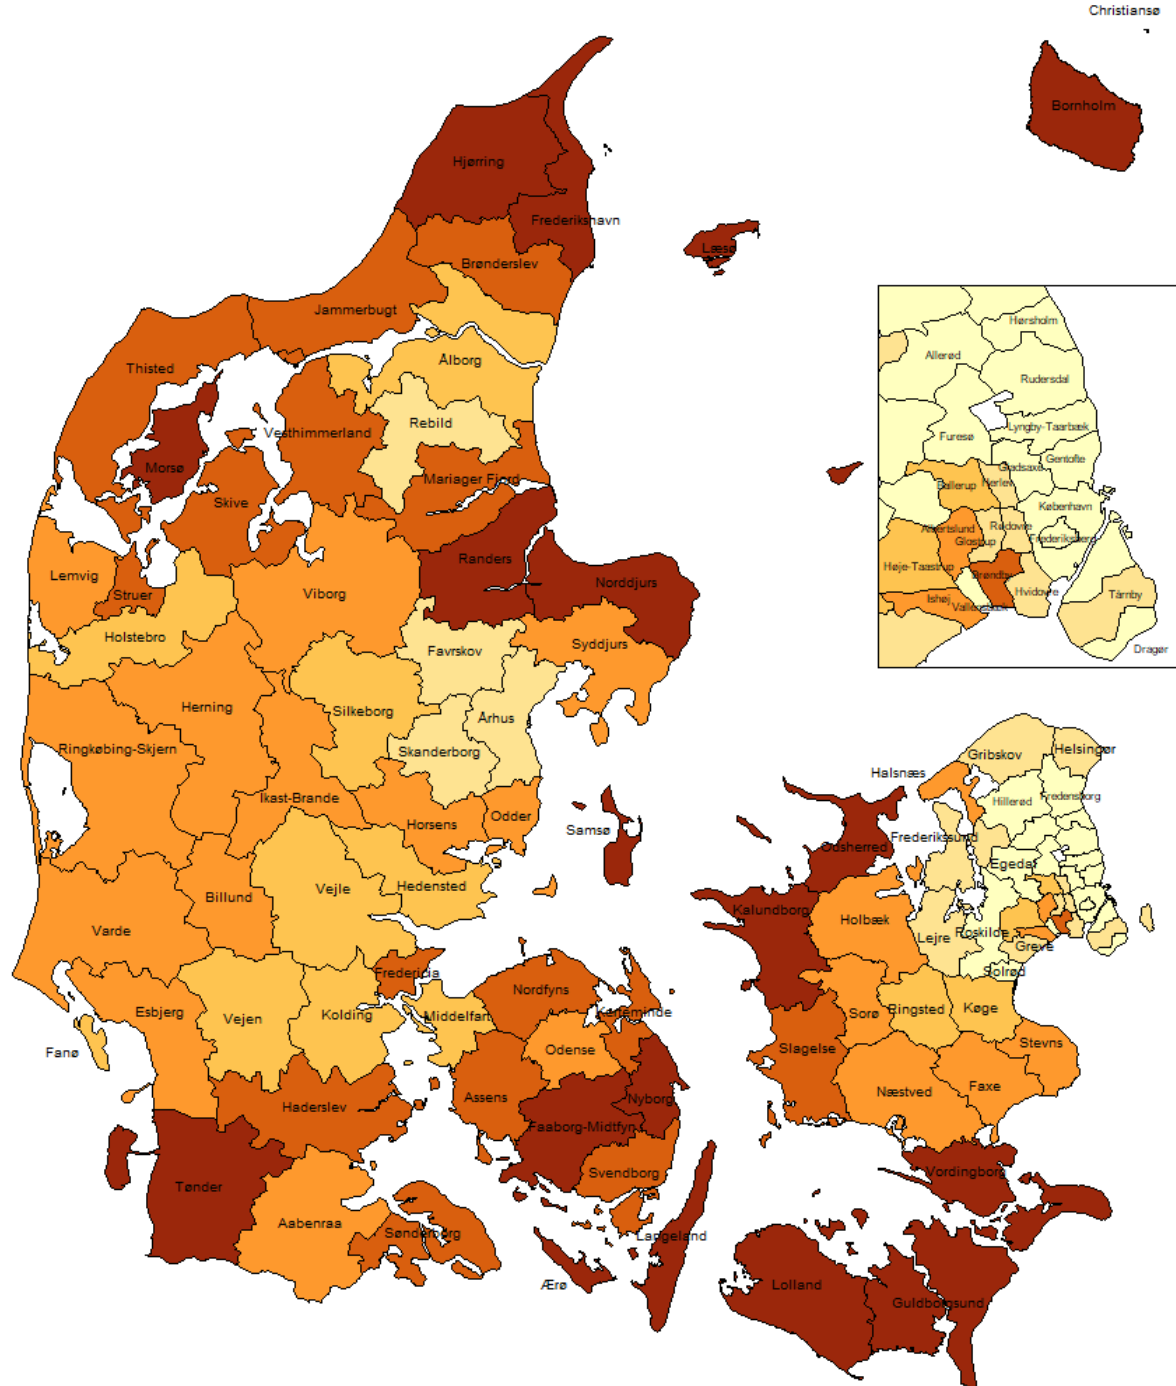 Christiansø
Bornholm
Hjørring
Frederikshavn
Læsø
Brønderslev
Jammerbugt
Thisted
Ålborg
Rebild
Vesthimmerland
Morsø
Mariager Fjord
Skive
Randers
Norddjurs
Lemvig
Struer
Viborg
Holstebro
Favrskov
Syddjurs
Herning
Silkeborg
Århus
Ringkøbing-Skjern
Skanderborg
Ikast-Brande
Horsens
Odder
Samsø
Hedensted
Vejle
Billund
Varde
Fredericia
Esbjerg
Vejen
Kolding
Middelfart
Fanø
Nordfyns
Kerteminde
Odense
Assens
Nyborg
Haderslev
Faaborg-Midtfyn
Svendborg
Tønder
Aabenraa
Sønderborg
Langeland
Ærø
Hørsholm
Allerød
Rudersdal
Lyngby-Taarbæk
Furesø
Gentofte
Gladsaxe
Ballerup
Herlev
København
Albertslund
Rødovre
Glostrup
Frederiksberg
Høje-Taastrup
Brøndby
Ishøj
Hvidovre
Vallensbæk
Tårnby
Dragør
Gribskov
Helsingør
Halsnæs
Hillerød
Fredensborg
Frederikssund
Odsherred
Egedal
Kalundborg
Holbæk
Lejre
Roskilde
Greve
Solrød
Sorø
Ringsted
Køge
Slagelse
Stevns
Næstved
Faxe
Vordingborg
Lolland
Guldborgsund